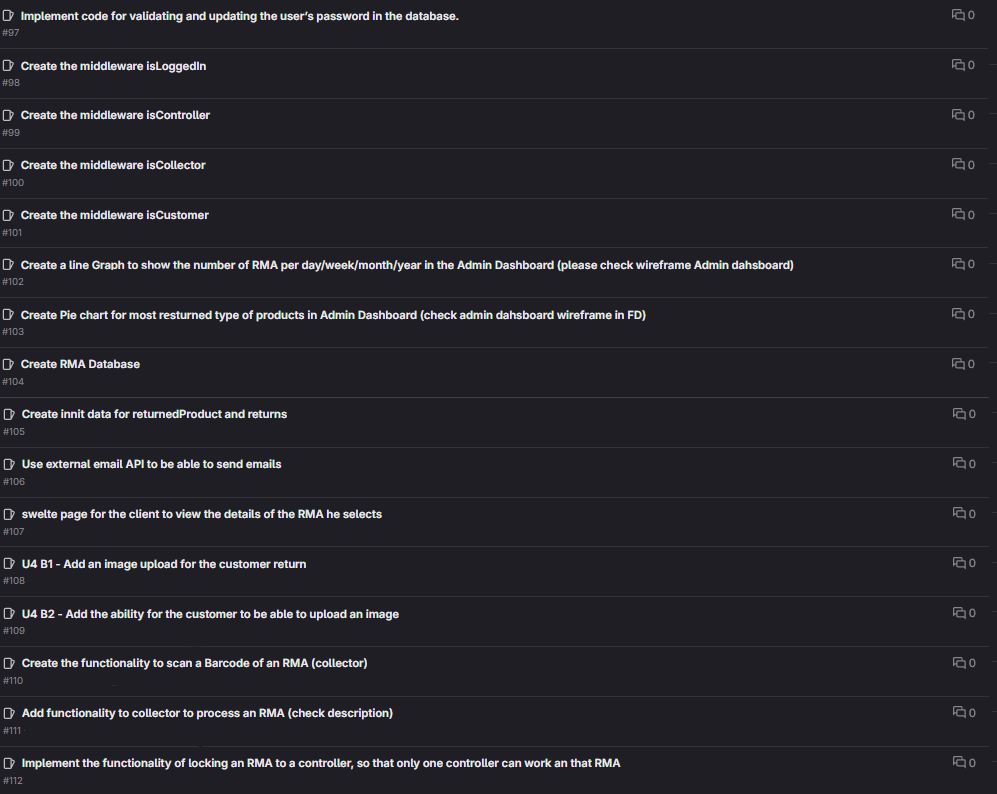 Implement code for validating and updating the user's password in the database.
0
#97
Create the middleware isLoggedIn
0
#98
Create the middleware isController
0
#99
Create the middleware isCollector
0
#100
Create the middleware isCustomer
0
#101
Create a line Graph to show the number of RMA per day/week/month/year in the Admin Dashboard (please check wireframe Admin dahsboard)
0
#102
Create Pie chart for most resturned type of products in Admin Dashboard (check admin dahsboard wireframe in FD)
0
#103
Create RMA Database
0
#104
Create innit data for returnedProduct and returns
0
#105
Use external email API to be able to send emails
0
#106
swelte page for the client to view the details of the RMA he selects
0
#107
U4 B1 - Add an image upload for the customer return
0
#108
U4 B2 - Add the ability for the customer to be able to upload an image
0
#109
Create the functionality to scan a Barcode of an RMA (collector)
0
#110
Add functionality to collector to process an RMA (check description)
0
#111
Implement the functionality of locking an RMA to a controller, so that only one controller can work an that RMA
0
#112